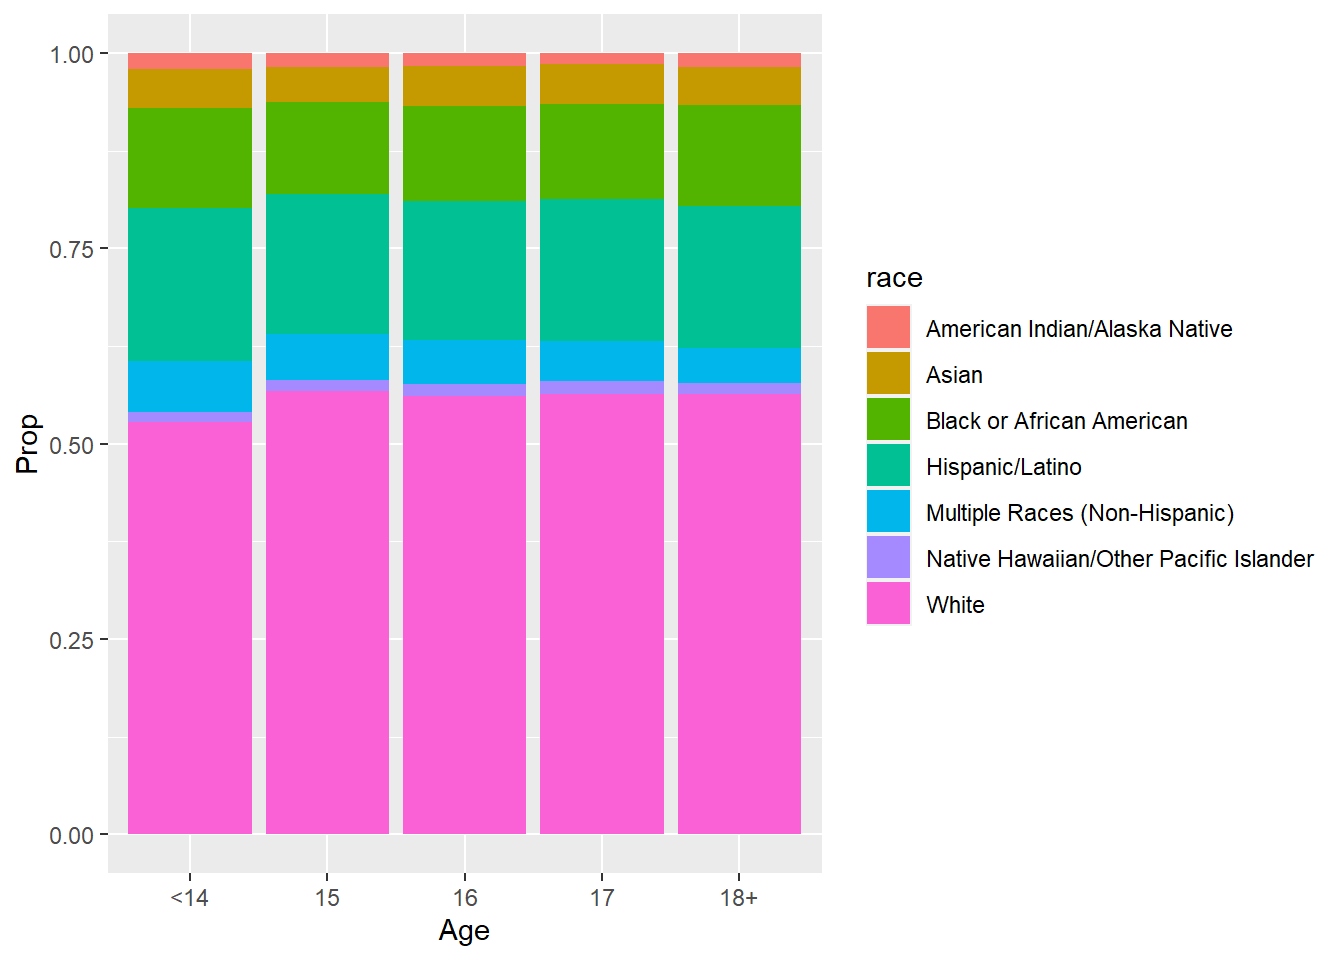 1.00
0.75
0.50
0.25
0.00
Prop
<14 15 16 17 18+
Age
race
American Indian/Alaska Native
Asian
Black or African American
Hispanic/Latino
Multiple Races (Non-Hispanic)
Native Hawaiian/Other Pacific Islander
White